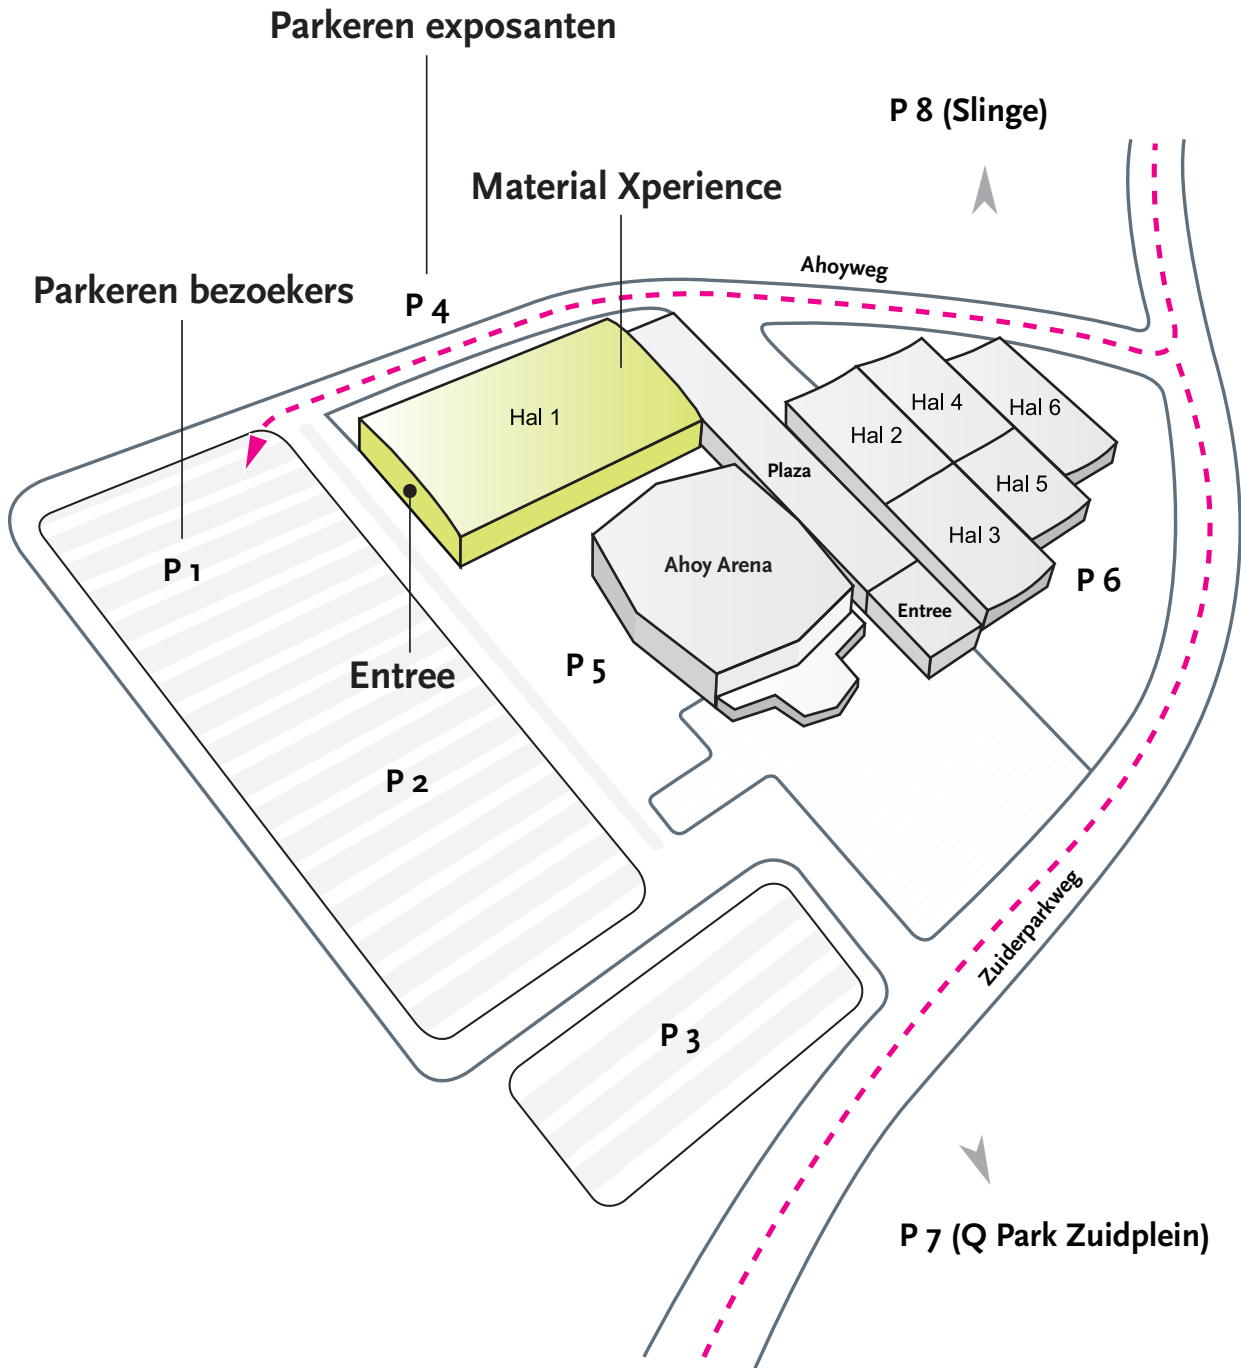 Parkeren exposanten
P 8 (Slinge)
Material Xperience
Ahoyweg
Parkeren bezoekers
P 4
Hal 1
Hal 4
Hal 6
Hal 2
Plaza
Hal 5
Hal 3
Ahoy Arena
P 1
P 6
Entree
P 5
Entree
P 2
Zuiderparkweg
P 3
P 7 (Q Park Zuidplein)